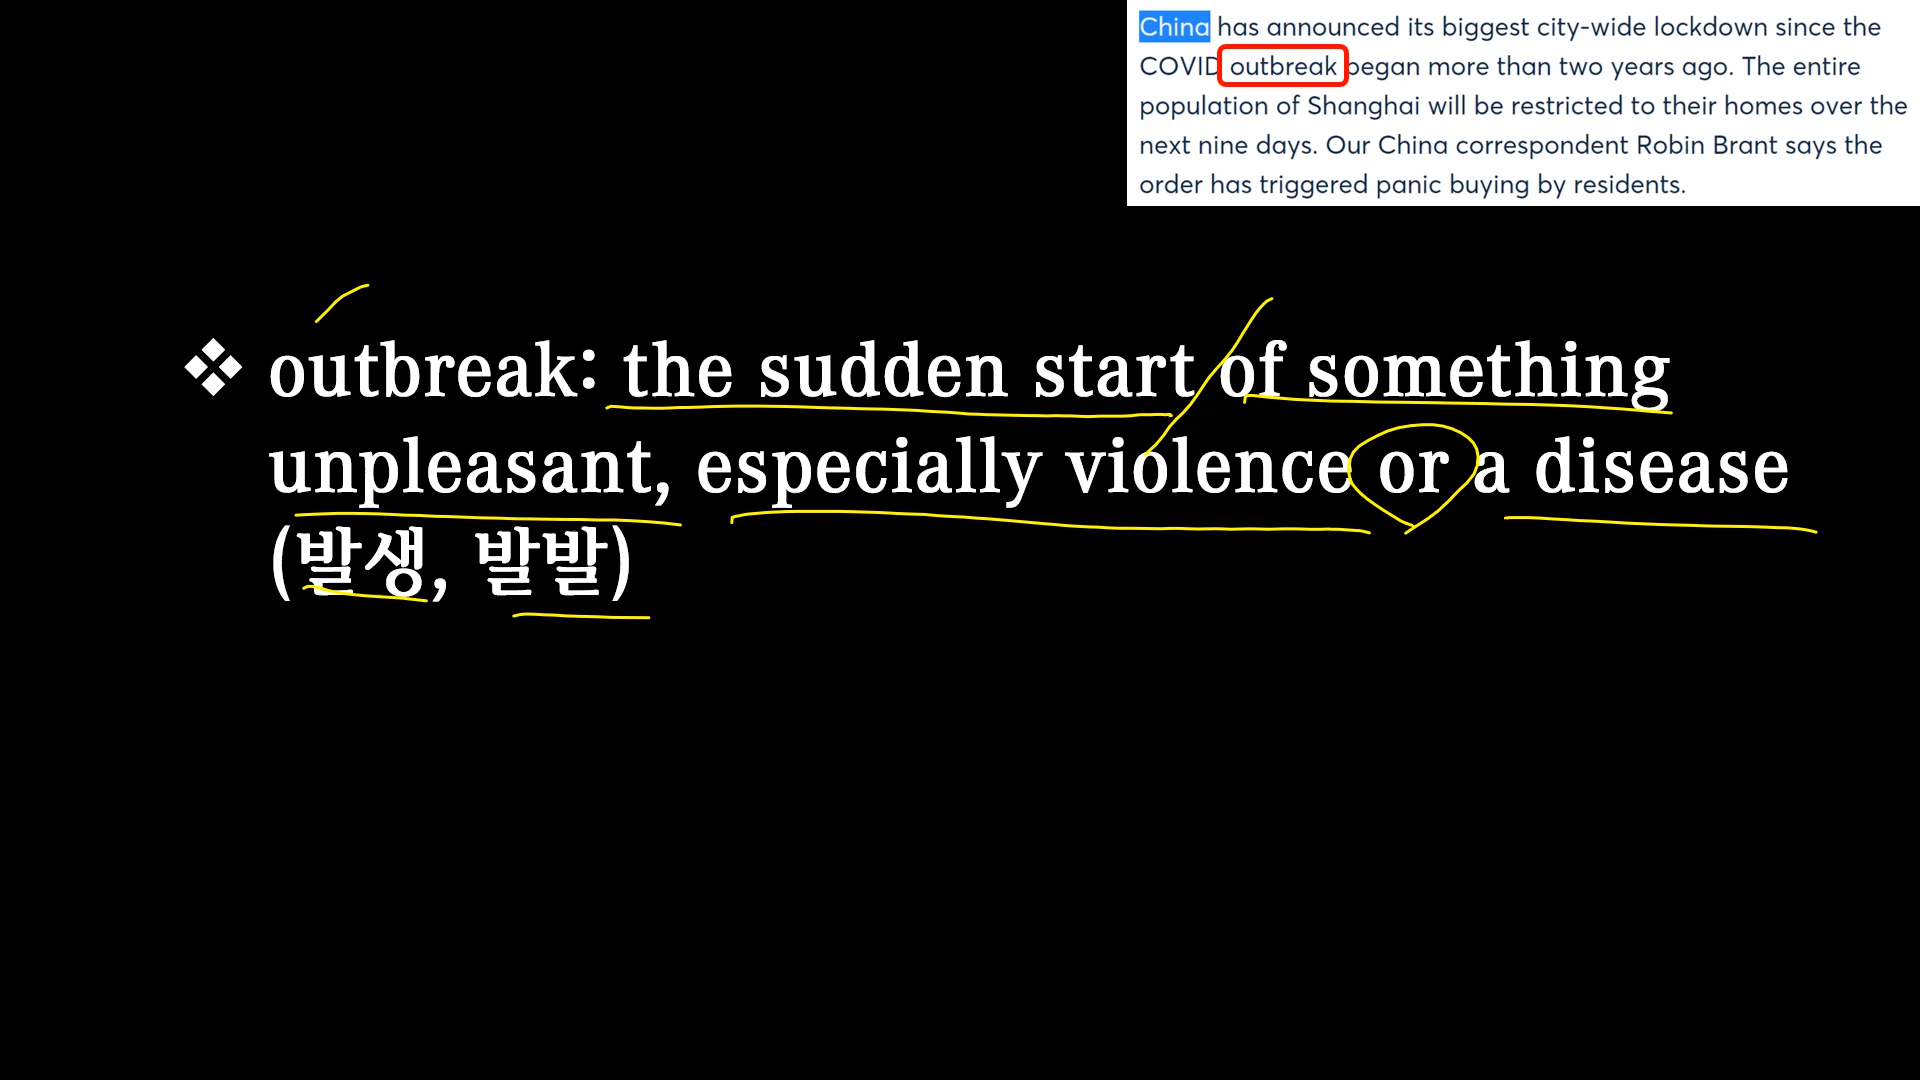 China has announced its biggest city-wide lockdown since the
COVID outbreak began more than two years ago. The entire
population of Shanghai will be restricted to their homes over the
next nine days. Our China correspondent Robin Brant says the
order has triggered panic buying by residents.
❖ outbreak: the sudden start of something
unpleasant, especially violence or a disease
(발생, 발발)